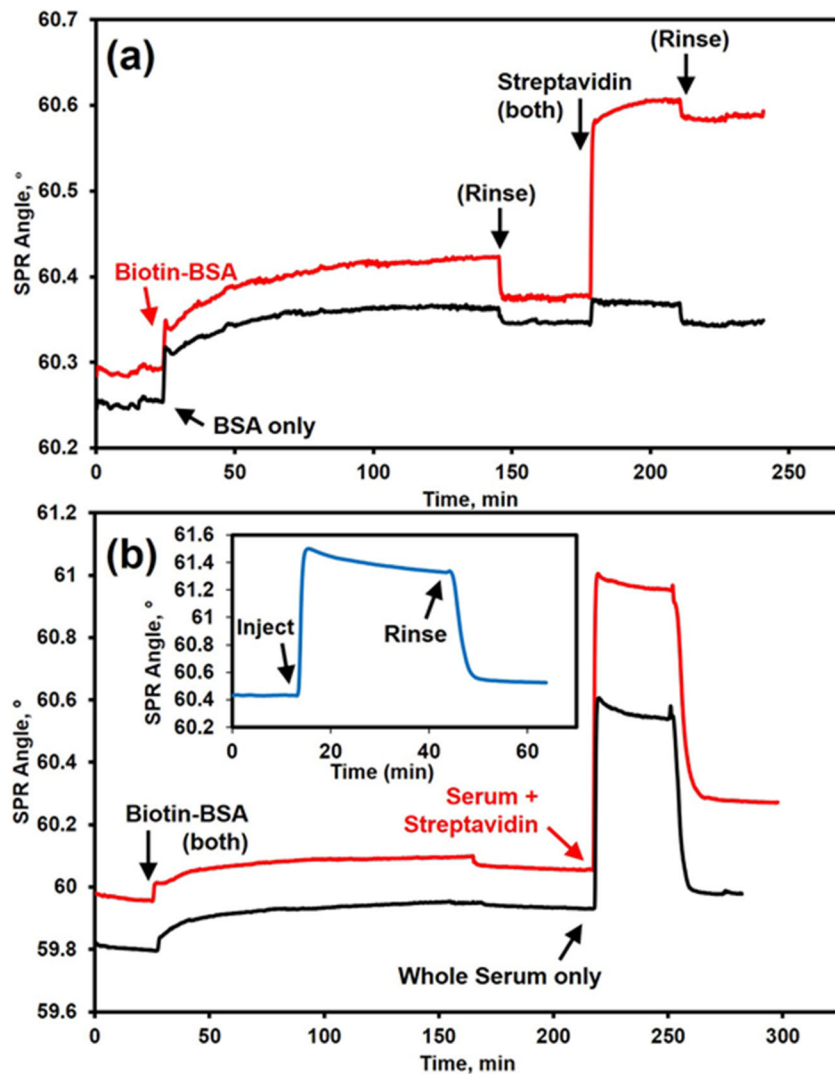 (a)
60.7
60.6
60.5
60.4
60.3
60.2
SPR Angle, °
(Rinse)
Streptavidin
(both)
(Rinse)
Biotin-BSA
BSA only
0
50
100
150
200
250
Time, min
(b)
61.2
61
60.8
60.6
60.4
60.2
60
59.8
59.6
SPR Angle, °
61.6
61.4
61.2
61
60.8
60.6
60.4
60.2
SPR Angle, °
Inject
Rinse
0
20
40
60
Time (min)
Biotin-BSA
(both)
Serum +
Streptavidin
Whole Serum only
0
50
100
150
200
250
300
Time, min